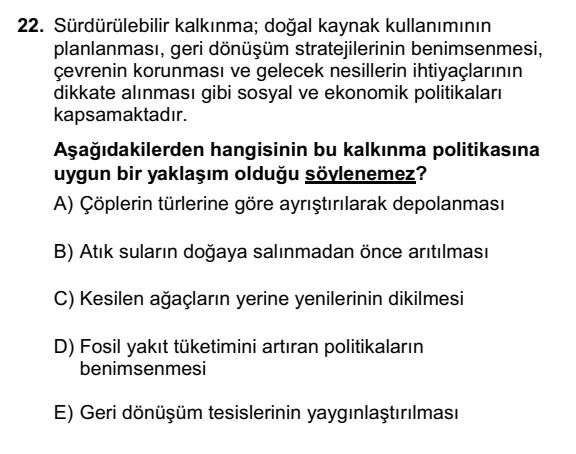 22. Sürdürülebilir kalkınma; doğal kaynak kullanımının
planlanması, geri dönüşüm stratejilerinin benimsenmesi,
çevrenin korunması ve gelecek nesillerin ihtiyaçlarının
dikkate alınması gibi sosyal ve ekonomik politikaları
kapsamaktadır.
Aşağıdakilerden hangisinin bu kalkınma politikasına
uygun bir yaklaşım olduğu söylenemez?
A) Çöplerin türlerine göre ayrıştırılarak depolanması
B) Atık suların doğaya salınmadan önce arıtılması
C) Kesilen ağaçların yerine yenilerinin dikilmesi
D) Fosil yakıt tüketimini artıran politikaların
benimsenmesi
E) Geri dönüşüm tesislerinin yaygınlaştırılması